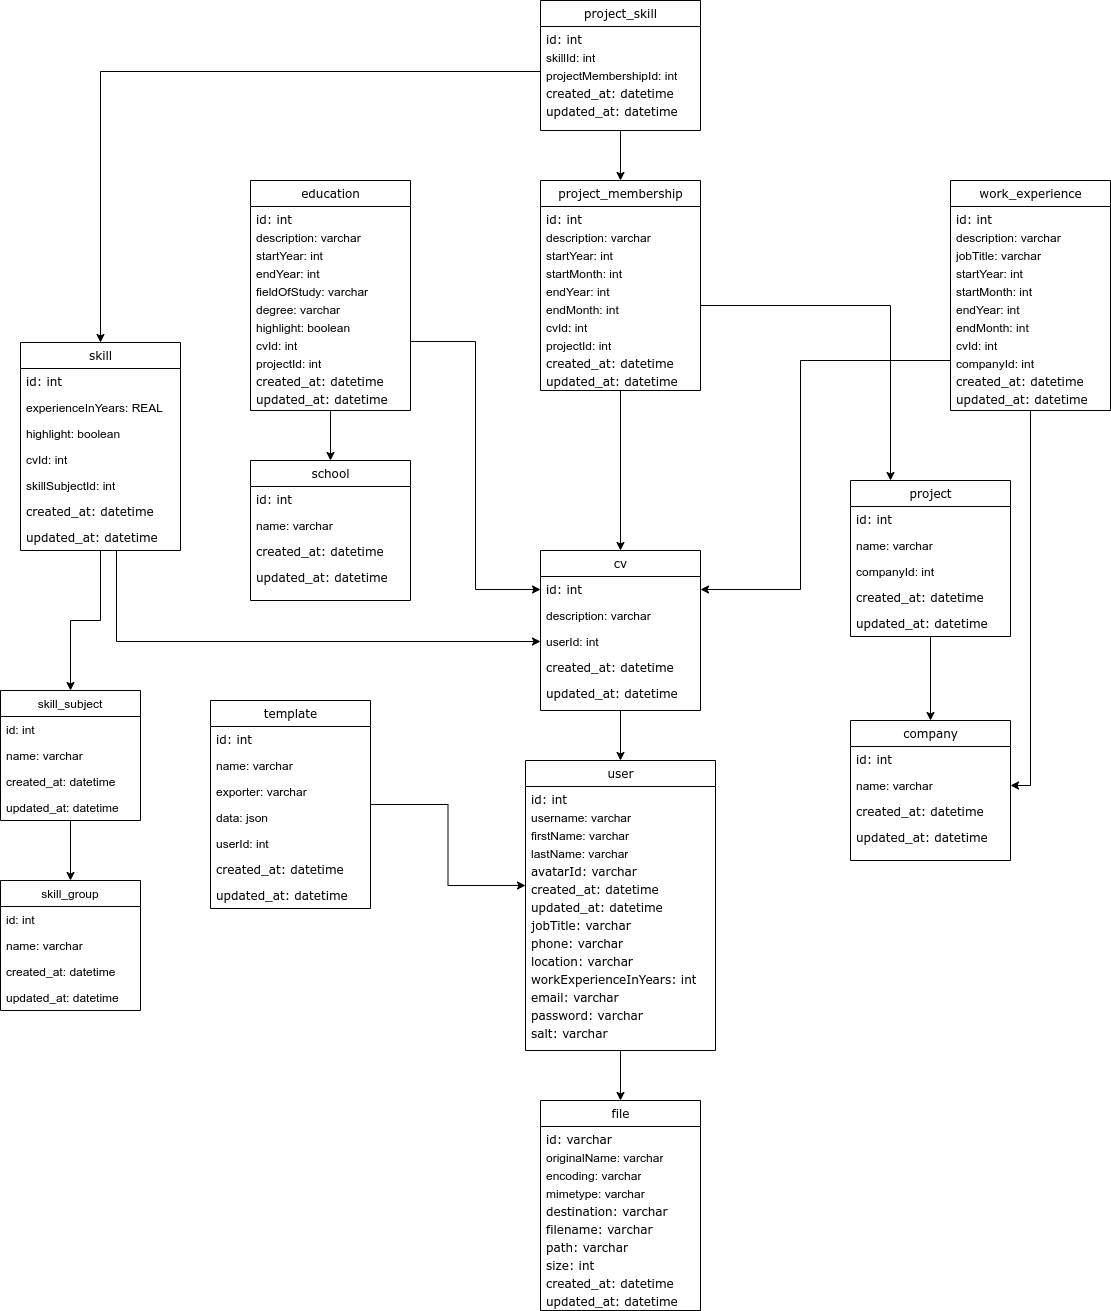 project_skill
id: int
skillId: int
projectMembershipId: int
created_at: datetime
updated_at: datetime
education
id: int
description: varchar
startYear: int
endYear: int
fieldOfStudy: varchar
degree: varchar
highlight: boolean
cvId: int
projectId: int
created_at: datetime
updated_at: datetime
project_membership
id: int
description: varchar
startYear: int
startMonth: int
endYear: int
endMonth: int
cvId: int
projectId: int
created_at: datetime
updated_at: datetime
work_experience
id: int
description: varchar
jobTitle: varchar
startYear: int
startMonth: int
endYear: int
endMonth: int
cvId: int
companyId: int
created_at: datetime
updated_at: datetime
skill
id: int
experienceInYears: REAL
highlight: boolean
cvId: int
skillSubjectId: int
created_at: datetime
updated_at: datetime
school
id: int
name: varchar
created_at: datetime
updated_at: datetime
project
id: int
name: varchar
companyId: int
created_at: datetime
updated_at: datetime
cv
id: int
description: varchar
userId: int
created_at: datetime
updated_at: datetime
skill_subject
id: int
name: varchar
created_at: datetime
updated_at: datetime
template
id: int
name: varchar
exporter: varchar
data: json
userId: int
created_at: datetime
updated_at: datetime
company
id: int
name: varchar
created_at: datetime
updated_at: datetime
user
id: int
username: varchar
firstName: varchar
lastName: varchar
avatarId: varchar
created_at: datetime
updated_at: datetime
jobTitle: varchar
phone: varchar
location: varchar
workExperienceInYears: int
email: varchar
password: varchar
salt: varchar
skill_group
id: int
name: varchar
created_at: datetime
updated_at: datetime
file
id: varchar
originalName: varchar
encoding: varchar
mimetype: varchar
destination: varchar
filename: varchar
path: varchar
size: int
created_at: datetime
updated_at: datetime